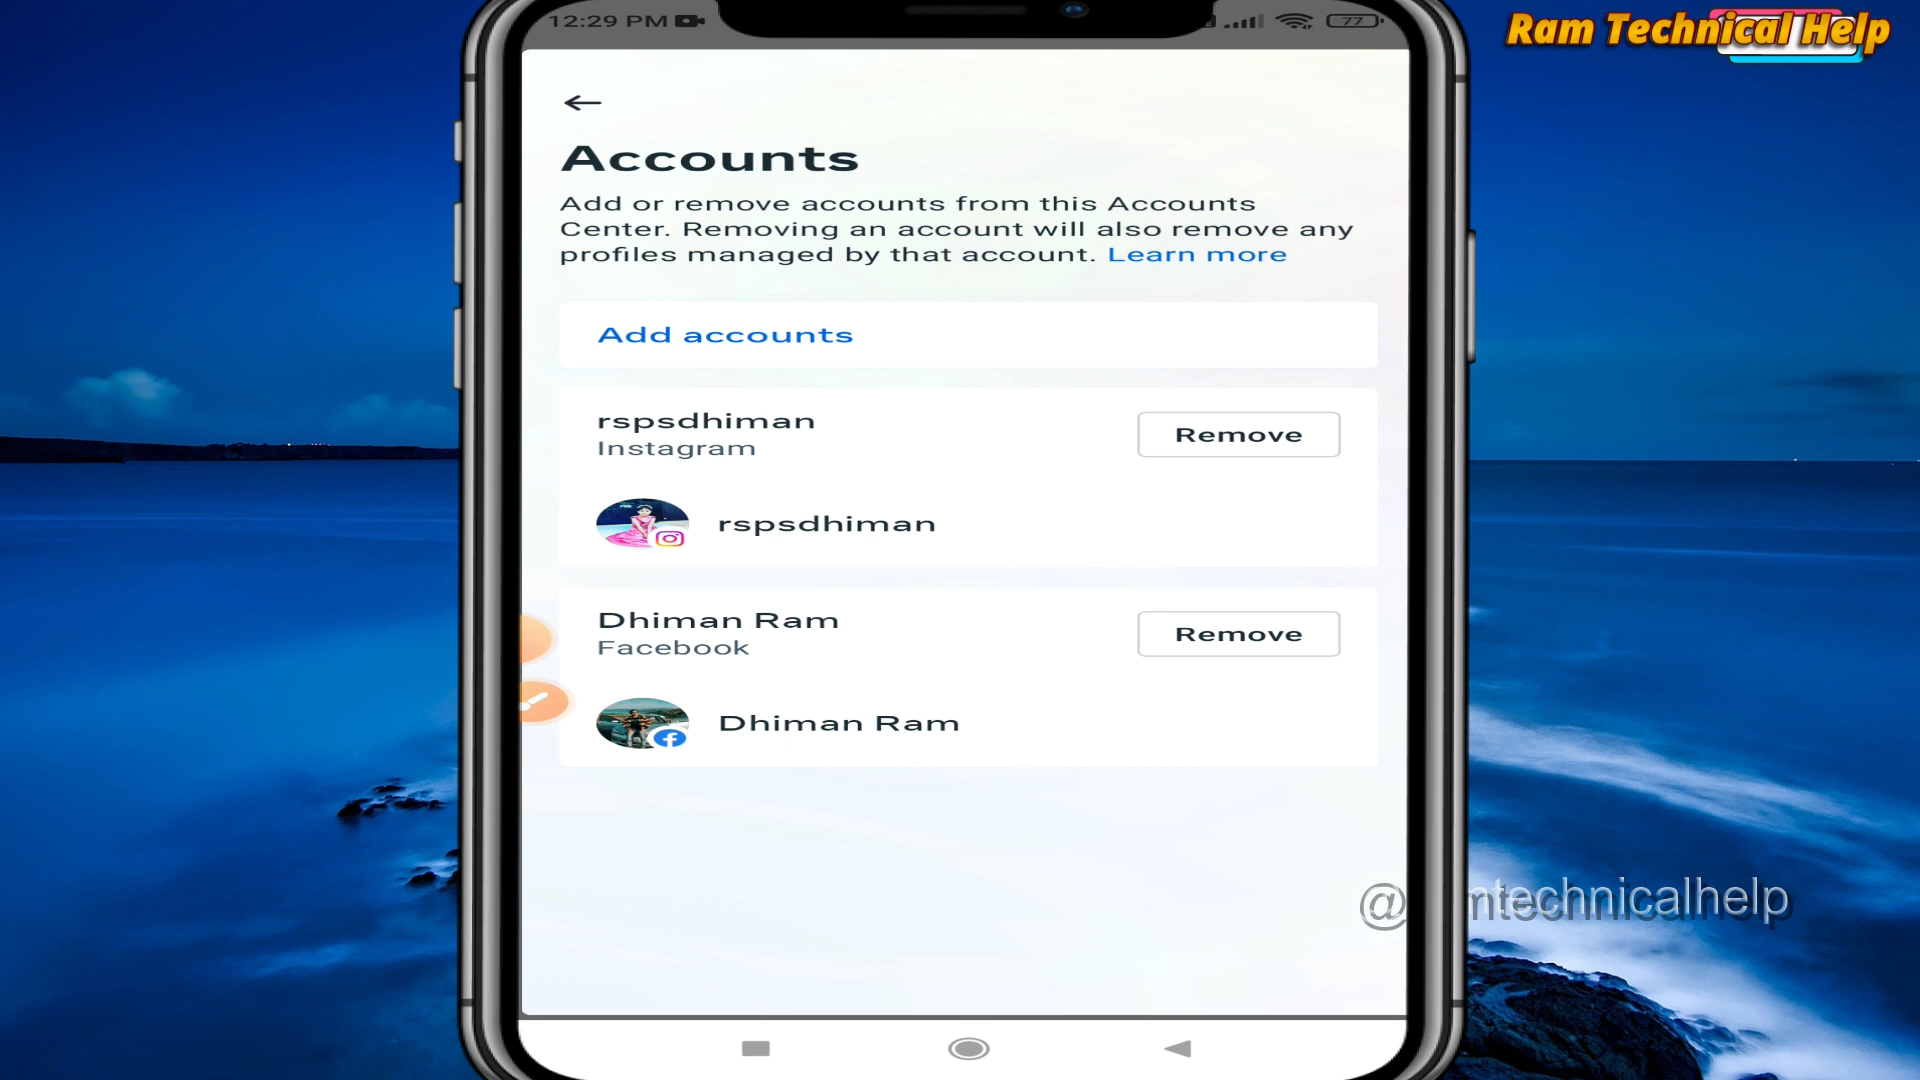 12:29 PM
77
Ram Technical Help
Accounts
Add or remove accounts from this Accounts
Center. Removing an account will also remove any
profiles managed by that account. Learn more
Add accounts
rspsdhiman
Instagram
Remove
rspsdhiman
Dhiman Ram
Facebook
Remove
Dhiman Ram